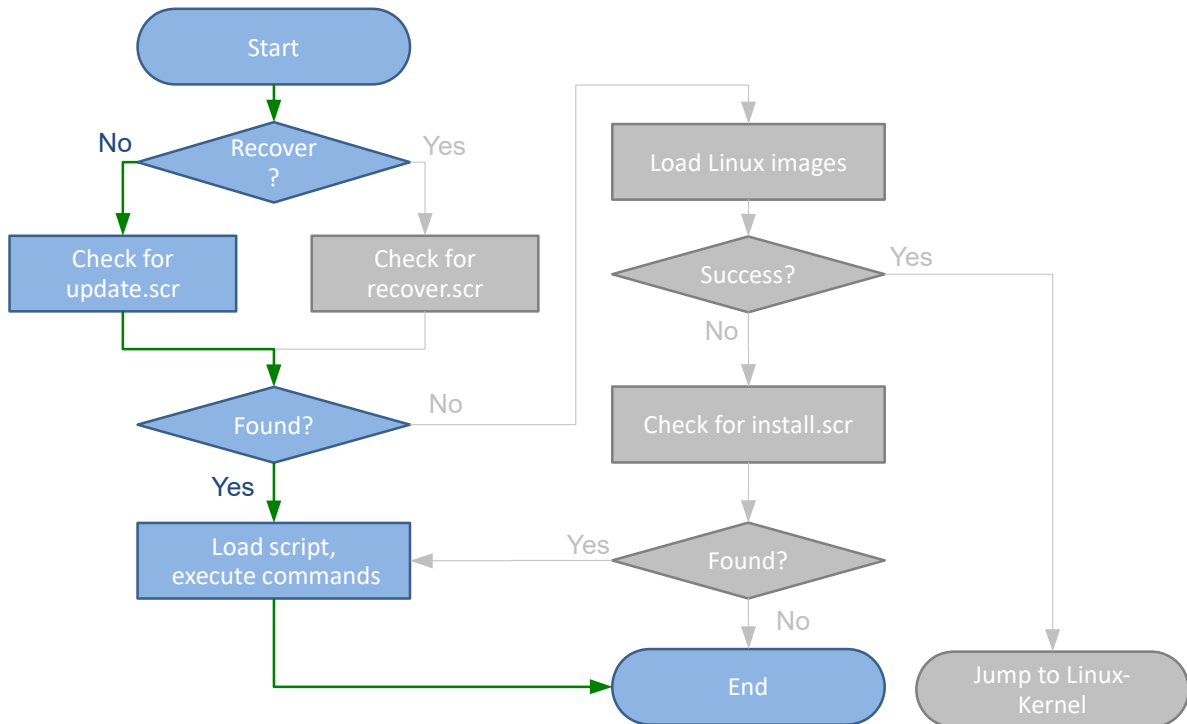 Start
No
Recover
?
Yes
Check for
update.scr
Check for
recover.scr
Found?
No
Yes
Load script,
execute commands
Load Linux images
Success?
Yes
No
Check for install.scr
Found?
Yes
No
End
Jump to Linux-
Kernel